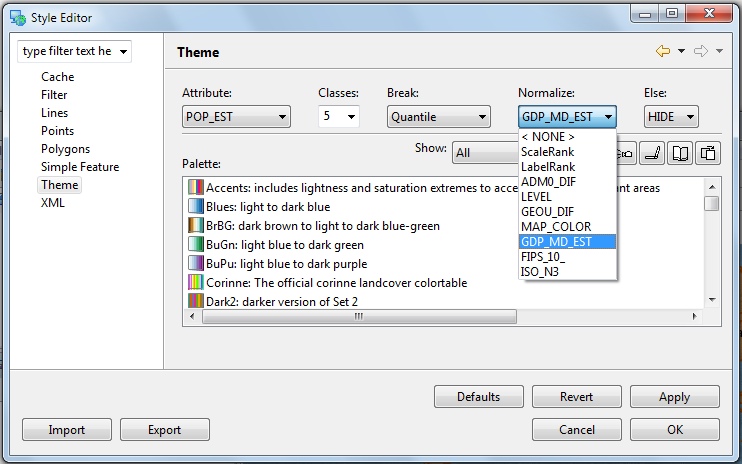 Style Editor
type filter text he
Cache
Filter
Lines
Points
Polygons
Simple Feature
Theme
XML
Theme
Attribute: Classes: Break: Normalize: Else:
POP_EST 5 Quantile GDP_MD_EST HIDE
< NONE >
ScaleRank
LabelRank
ADM0_DIF
LEVEL
GEOU_DIF
MAP_COLOR
GDP_MD_EST
FIPS_10_
ISO_N3
Show: All
Palette:
Accents: includes lightness and saturation extremes to acce ant areas
Blues: light to dark blue
BrBG: dark brown to light to dark blue-green
BuGn: light blue to dark green
BuPu: light blue to dark purple
Corinne: The official corinne landcover colortable
Dark2: darker version of Set 2
Defaults Revert Apply
Import Export Cancel OK